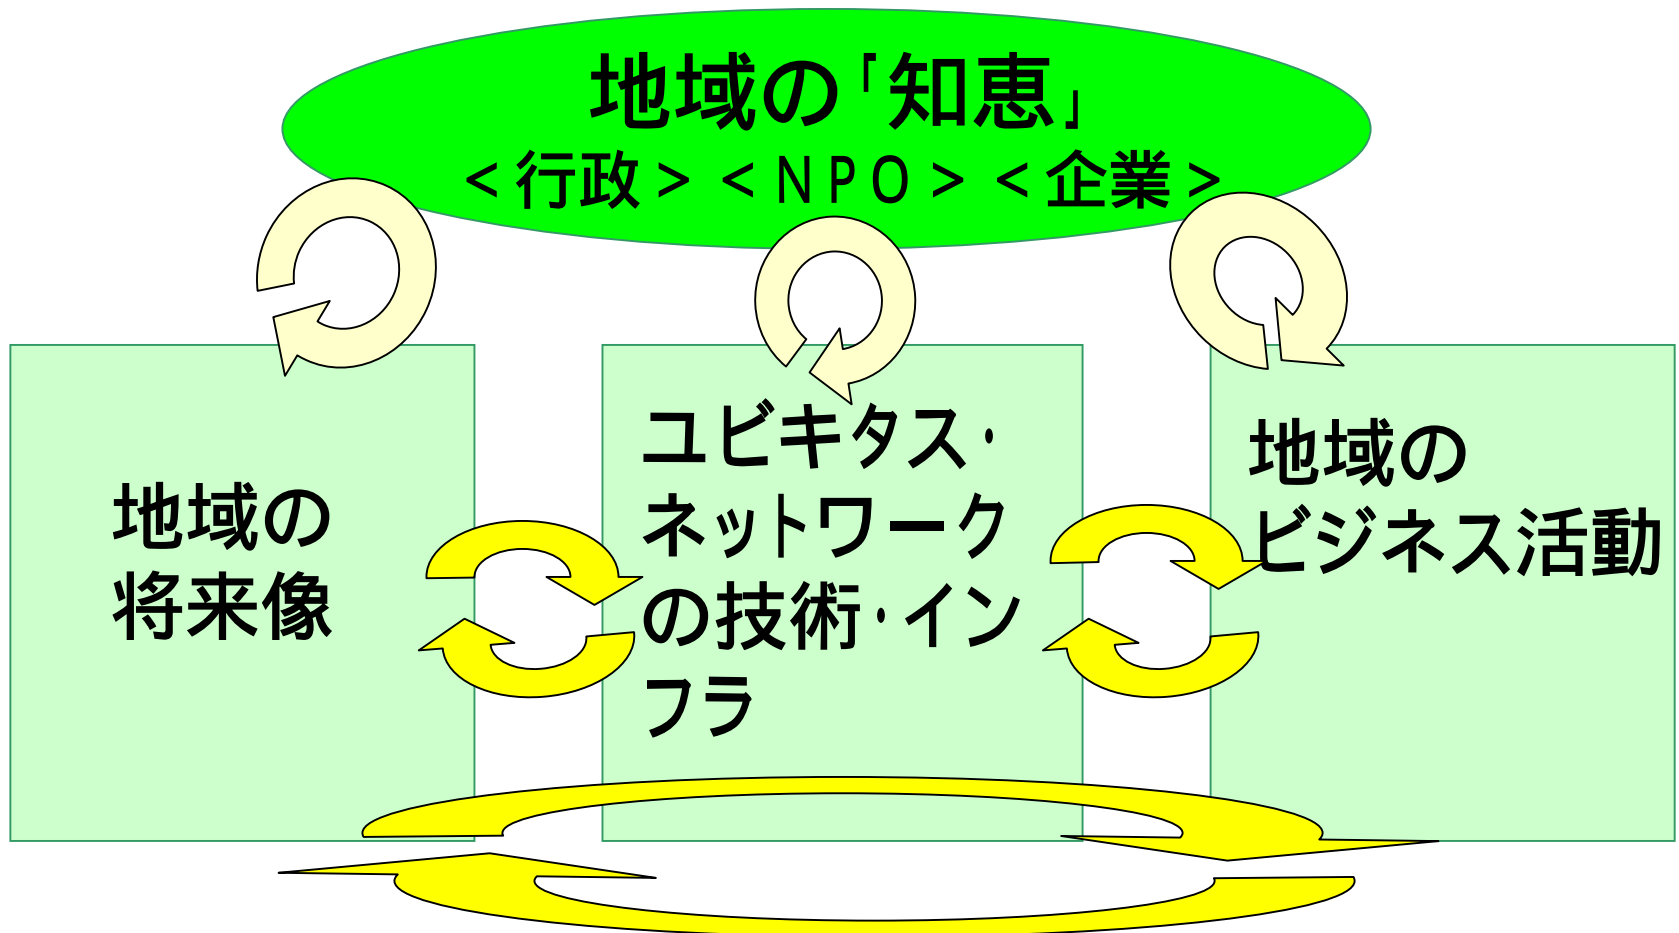 地域の「知恵」
＜行政＞＜ＮＰＯ＞＜企業＞
地域の
将来像
ユビキタス・
ネットワーク
の技術・イン
フラ
地域の
ビジネス活動